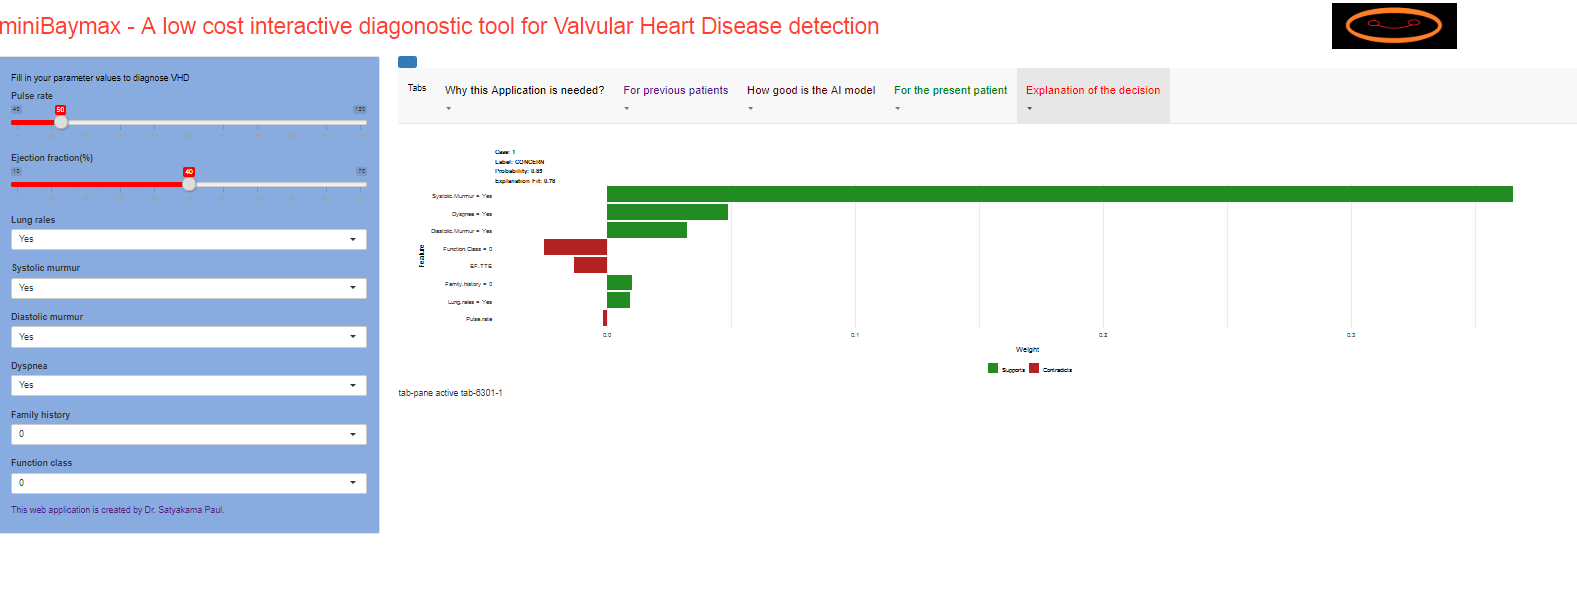 miniBaymax - A low cost interactive diagonostic tool for Valvular Heart Disease detection
Fill in your parameter values to diagnose VHD
Pulse rate
40 50 120
Ejection fraction(%)
10 40 70
Lung rales
Yes
Systolic murmur
Yes
Diastolic murmur
Yes
Dyspnea
Yes
Family history
0
Function class
0
This web application is created by Dr. Satyakama Paul.
Tabs
Why this Application is needed?
For previous patients
How good is the AI model
For the present patient
Explanation of the decision
Case: 1
Label: CONCERN
Probability: 0.85
Explanation Fit: 0.78
Feature
Systolic.Murmur = Yes
Dyspnea = Yes
Diastolic.Murmur = Yes
Function.Class = 0
EF.TTE
Family.history = 0
Lung.rales = Yes
Pulse.rate
0.0 0.1 0.2 0.3
Weight
Supports Contradicts
tab-pane active tab-6301-1